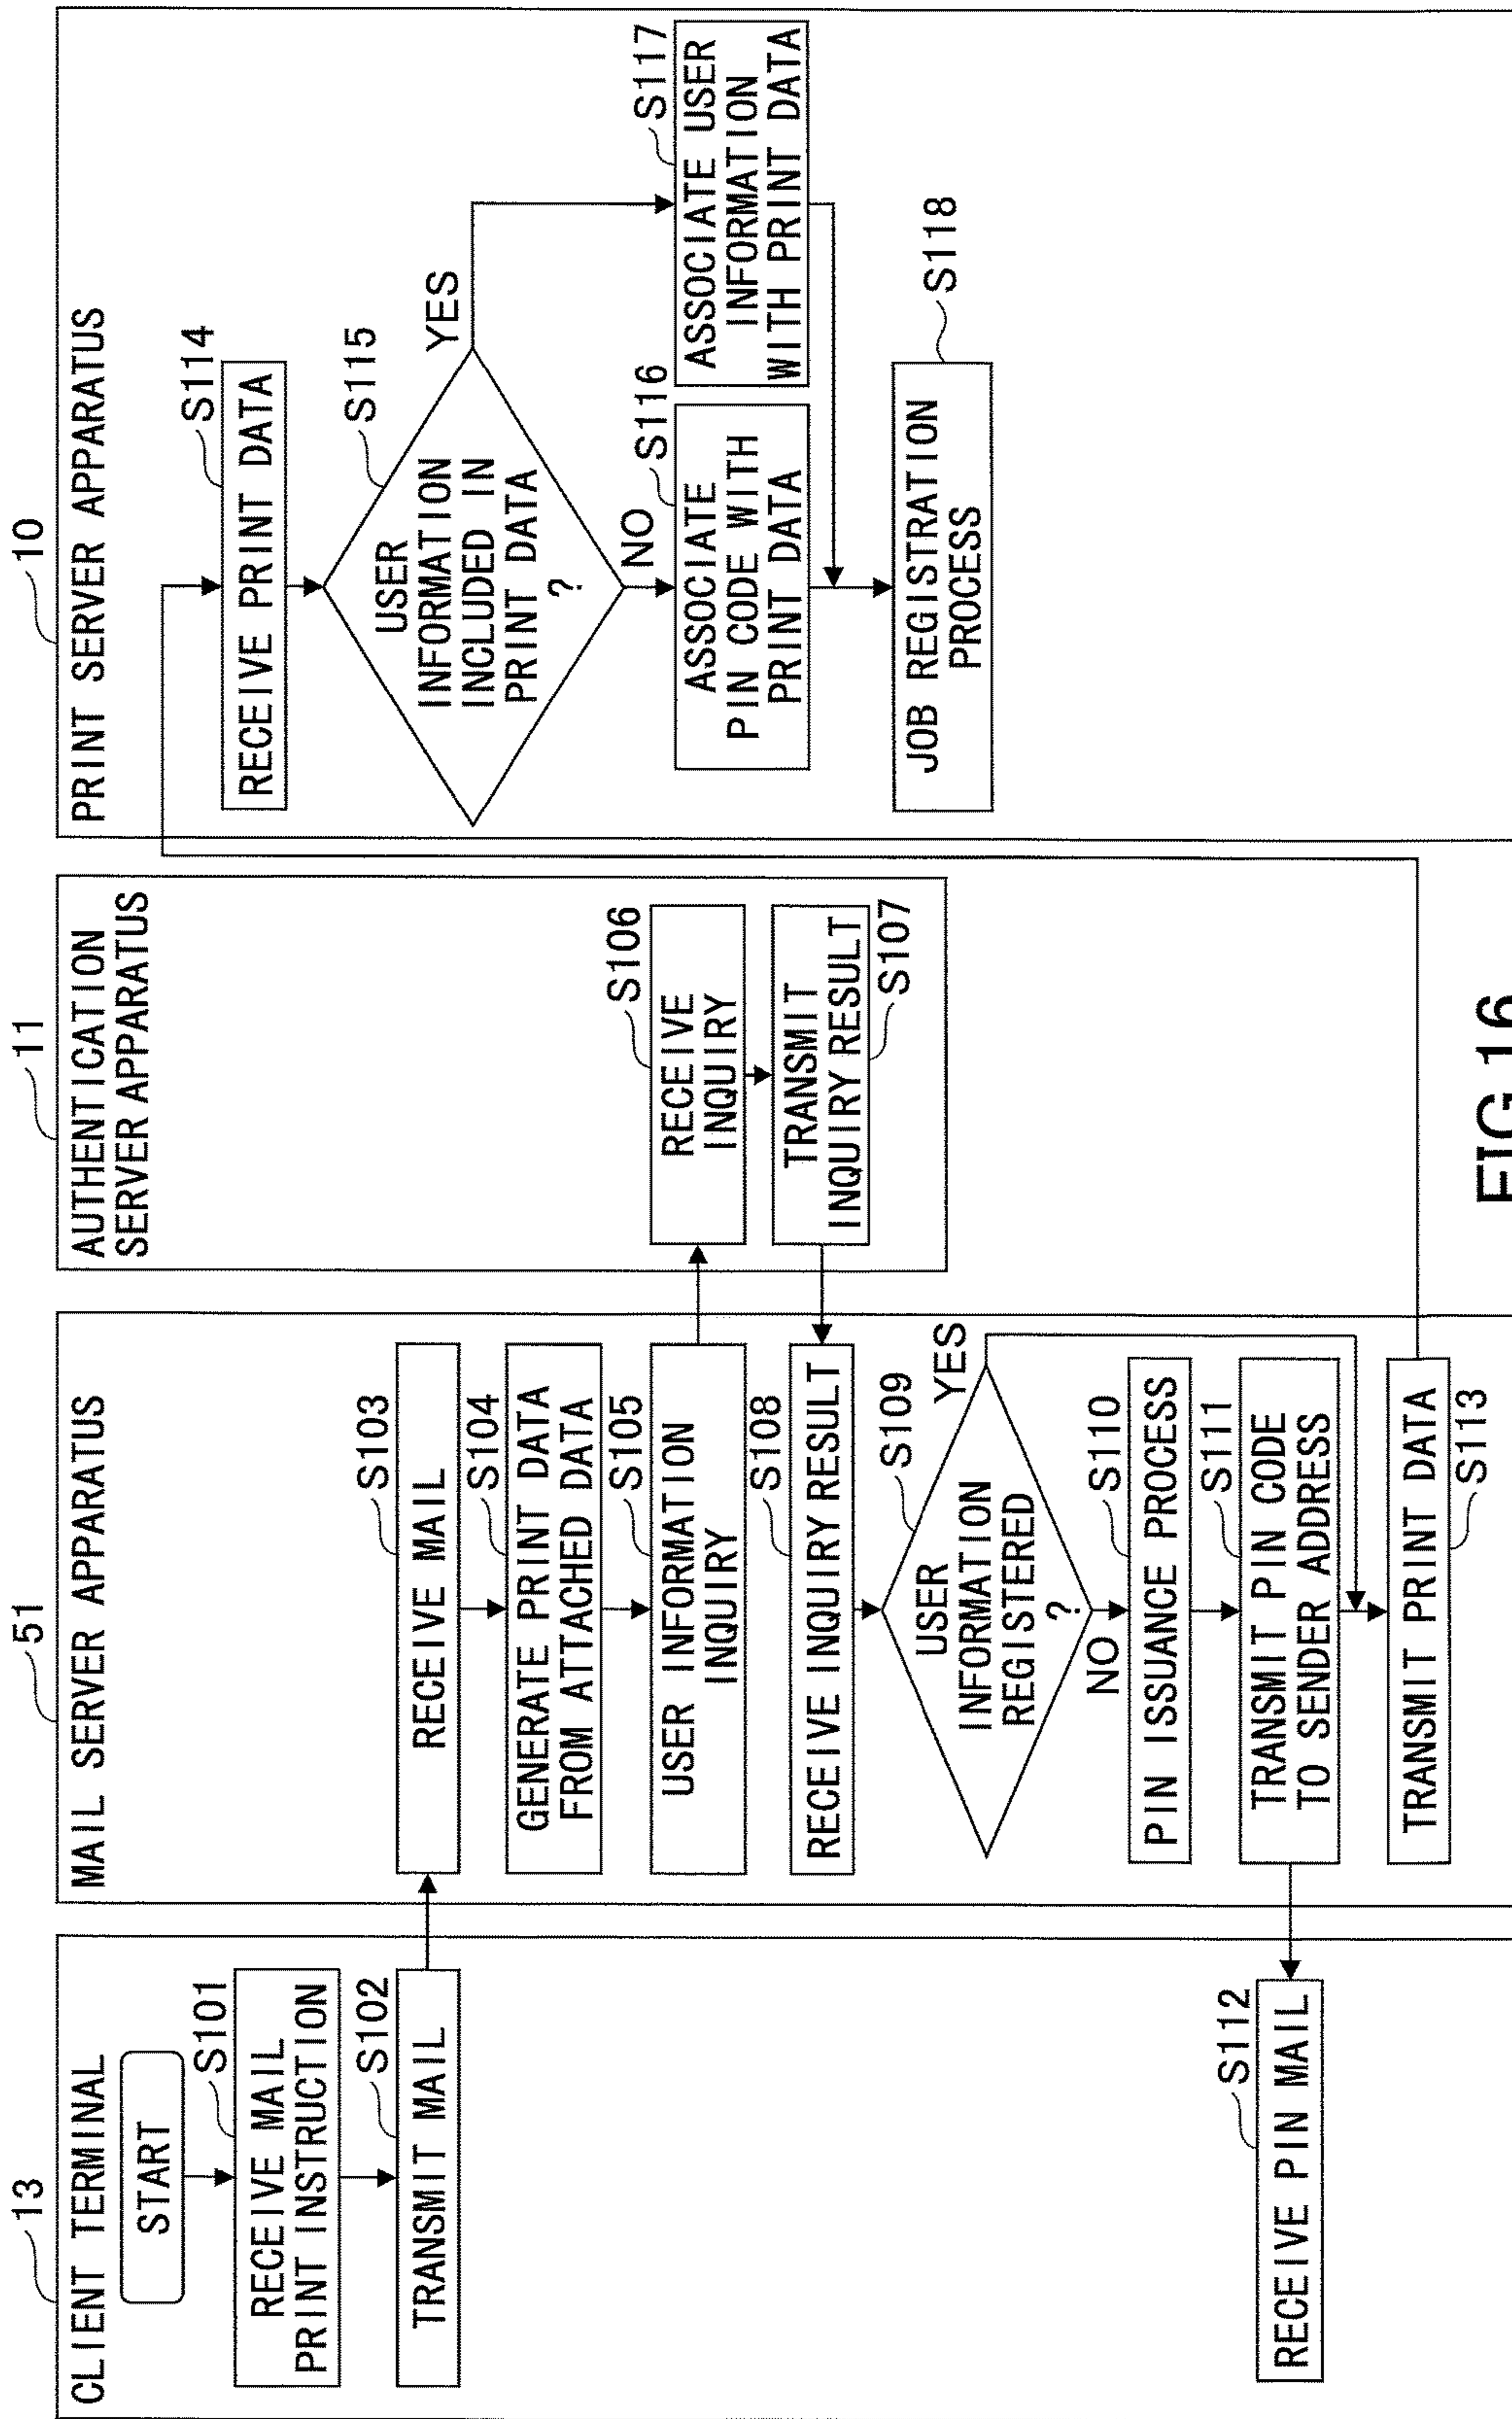 13
CLIENT TERMINAL
START
S101
RECEIVE MAIL
PRINT INSTRUCTION
S102
TRANSMIT MAIL
S112
RECEIVE PIN MAIL
51
MAIL SERVER APPARATUS
S103
RECEIVE MAIL
S104
GENERATE PRINT DATA
FROM ATTACHED DATA
S105
USER INFORMATION
INQUIRY
S108
RECEIVE INQUIRY RESULT
S109
USER
INFORMATION
REGISTERED
?
YES
NO
S110
PIN ISSUANCE PROCESS
S111
TRANSMIT PIN CODE
TO SENDER ADDRESS
TRANSMIT PRINT DATA
S113
11
AUTHENTICATION
SERVER APPARATUS
S106
RECEIVE
INQUIRY
TRANSMIT
INQUIRY RESULT
S107
10
PRINT SERVER APPARATUS
S114
RECEIVE PRINT DATA
S115
USER
INFORMATION
INCLUDED IN
PRINT DATA
?
YES
NO
S116
ASSOCIATE
PIN CODE WITH
PRINT DATA
S117
ASSOCIATE USER
INFORMATION
WITH PRINT DATA
S118
JOB REGISTRATION
PROCESS
FIG.16